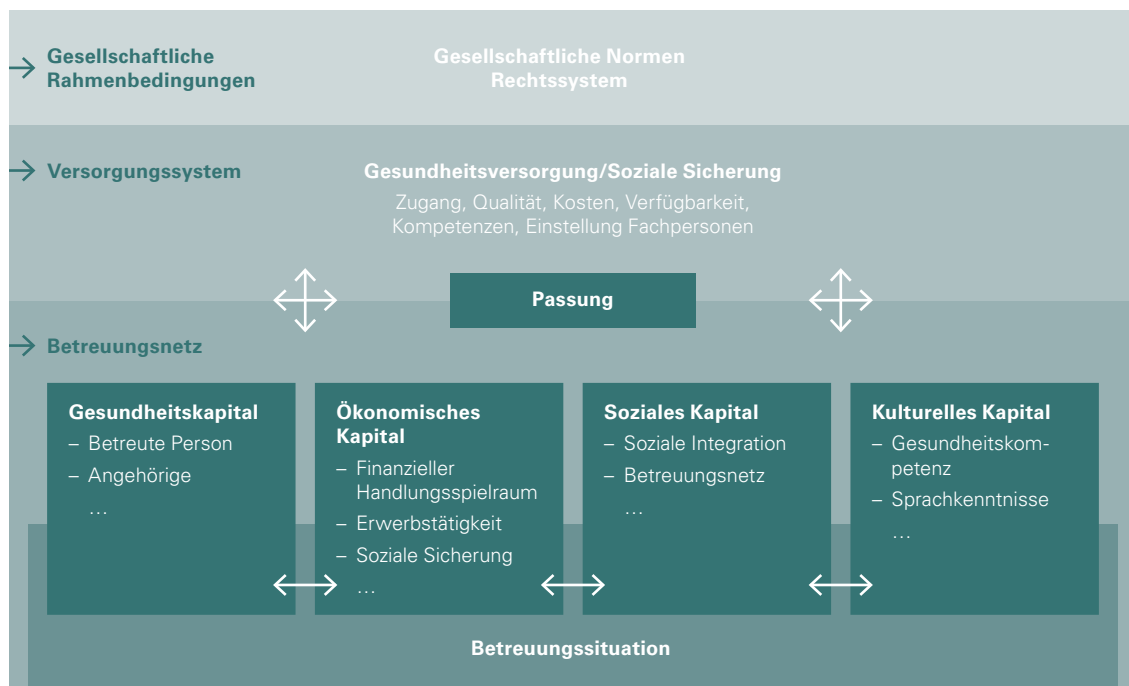 Gesellschaftliche
Rahmenbedingungen
Gesellschaftliche Normen
Rechtssystem
Versorgungssystem
Gesundheitsversorgung/Soziale Sicherung
Zugang, Qualität, Kosten, Verfügbarkeit,
Kompetenzen, Einstellung Fachpersonen
Passung
Betreuungsnetz
Gesundheitskapital
– Betreute Person
– Angehörige
…
Ökonomisches
Kapital
– Finanzieller
Handlungsspielraum
– Erwerbstätigkeit
– Soziale Sicherung
…
Soziales Kapital
– Soziale Integration
– Betreuungsnetz
…
Kulturelles Kapital
– Gesundheitskom-
petenz
– Sprachkenntnisse
…
Betreuungssituation